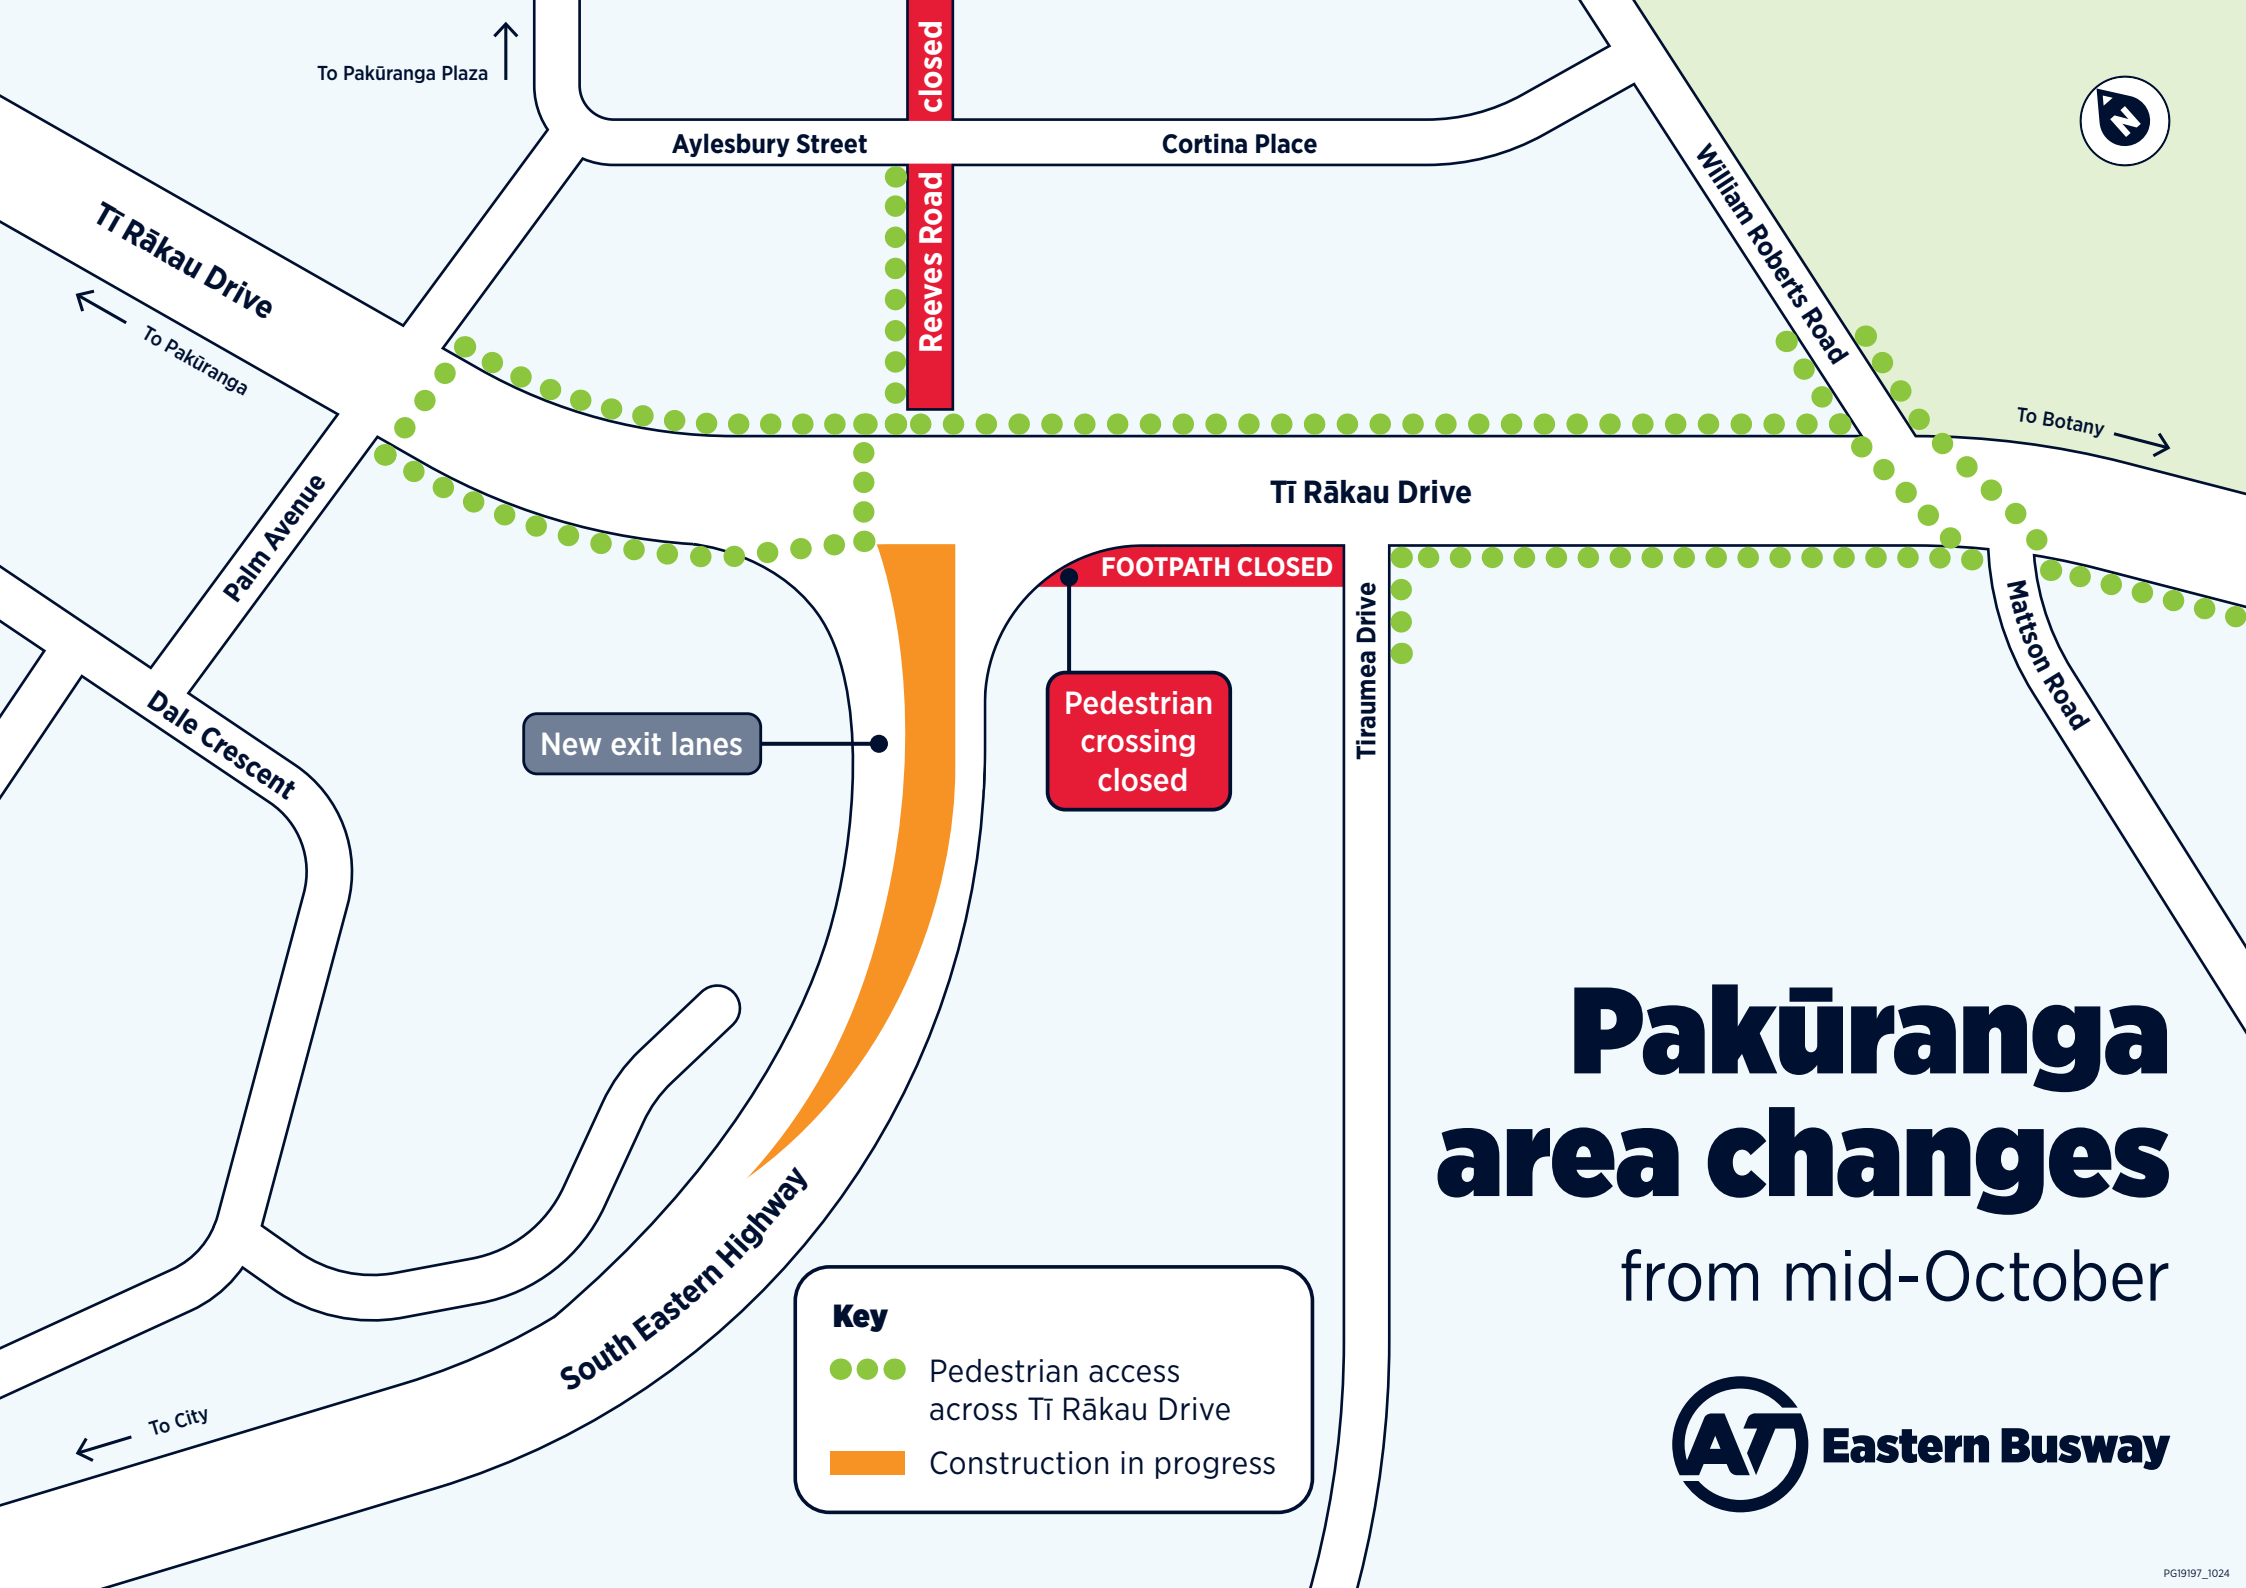 To Pakūranga Plaza
closed
Aylesbury Street
Cortina Place
N
Reeves Road
William Roberts Road
Tī Rākau Drive
To Pakūranga
To Botany
Tī Rākau Drive
Palm Avenue
FOOTPATH CLOSED
Tiraumea Drive
Mattson Road
Dale Crescent
New exit lanes
Pedestrian
crossing
closed
Pakūranga
area changes
from mid-October
South Eastern Highway
To City
Key
Pedestrian access
across Tī Rākau Drive
Construction in progress
AT Eastern Busway
PG19197_1024